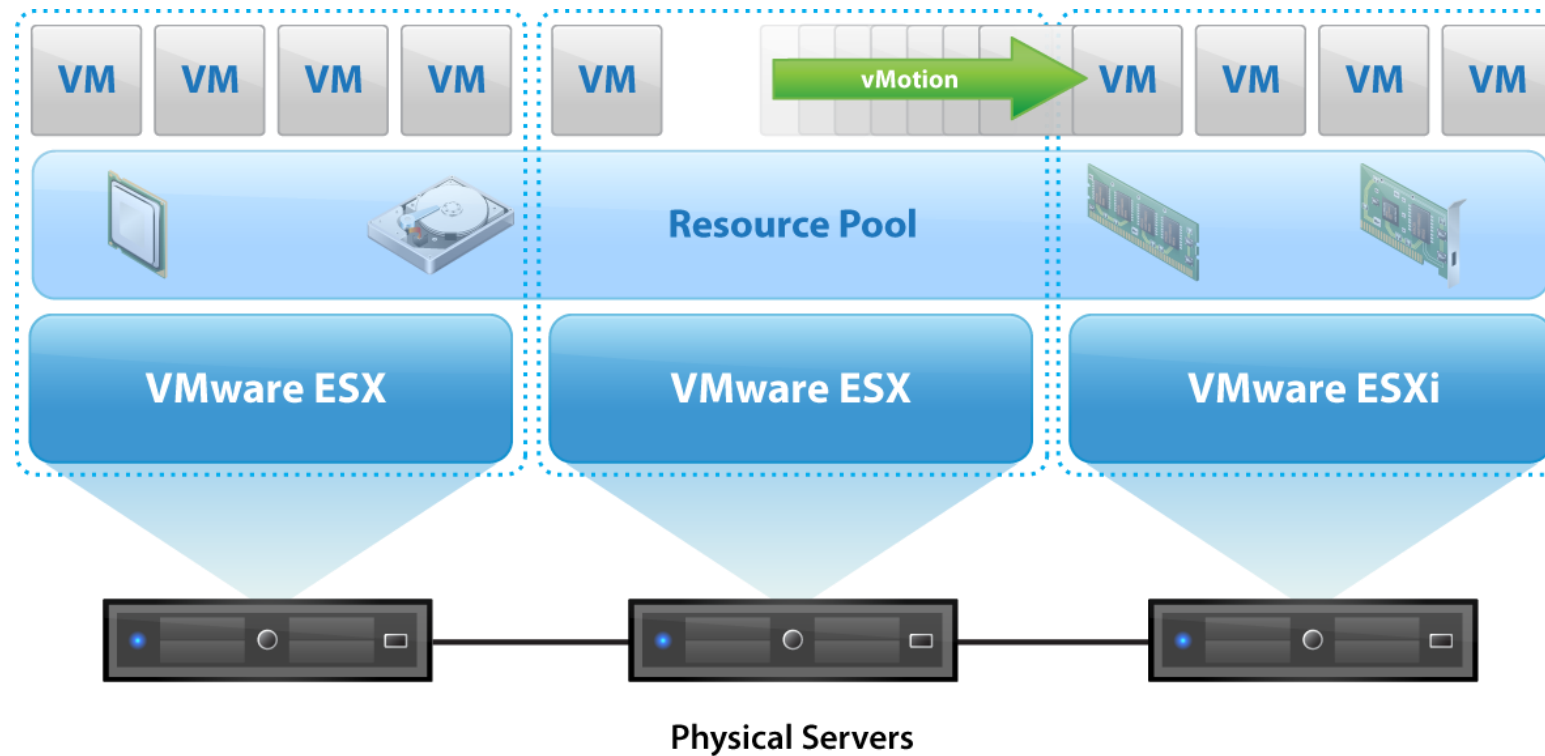 VM VM VM VM VM vMotion VM VM VM VM
Resource Pool
VMware ESX VMware ESX VMware ESXi
Physical Servers